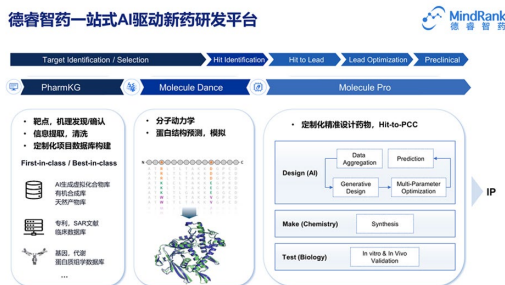 德睿智药一站式AI驱动新药研发平台
MindRank
德睿智药
Target Identification / Selection
Hit Identification
Hit to Lead
Lead Optimization
Preclinical
PharmKG
Molecule Dance
Molecule Pro
• 靶点，机理发现/确认
• 信息提取，清洗
• 定制化项目数据库构建
First-in-class / Best-in-class
AI生成虚拟化合物库
有机合成库
天然产物库
专利、SAR文献
临床数据库
基因，代谢
蛋白质组学数据库
...
• 分子动力学
• 蛋白结构预测，模拟
• 定制化精准设计药物，Hit-to-PCC
Design (AI)
Data
Aggregation
Prediction
Generative
Design
Multi-Parameter
Optimization
Make (Chemistry)
Synthesis
Test (Biology)
In vitro & In Vivo
Validation
IP